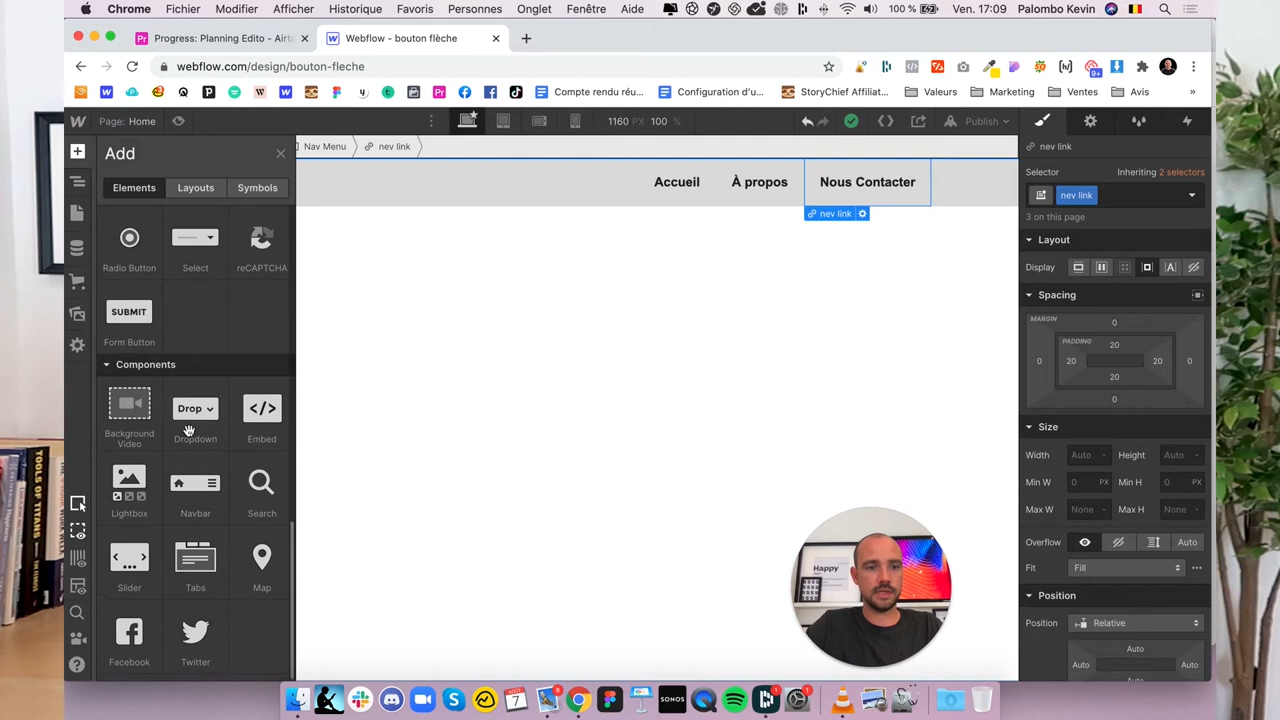 Chrome Fichier Modifier Afficher Historique Favoris Personnes Onglet Fenêtre Aide 100 % Ven. 17:09 Palombo Kevin
Progress: Planning Edito - Airta Webflow - bouton flèche
webflow.com/design/bouton-fleche
Compte rendu réu... Configuration d'u... StoryChief Affiliat... Valeurs Marketing Ventes Avis »
Page: Home 1160 PX 100 % Publish
Add
Nav Menu nev link
nev link
Elements Layouts Symbols
Accueil À propos Nous Contacter
nev link
Selector Inheriting 2 selectors
nev link
3 on this page
Radio Button Select reCAPTCHA
SUBMIT
Form Button
Layout
Display
Spacing
MARGIN 0
PADDING 20
0 20 20 0
20
0
Components
Drop
Background Video Dropdown Embed
Lightbox Navbar Search
Slider Tabs Map
Facebook Twitter
Size
Width Auto - Height Auto -
Min W 0 PX Min H 0 PX
Max W None - Max H None -
Overflow Auto
Fit Fill
Position
Position Relative
Auto
Auto Auto
Auto
Happy
TOOLS OF TITANS
SONOS